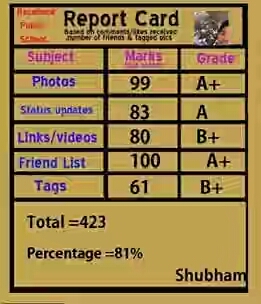 Facebook
Public
School
Report Card
Based on comments/likes received
,number of friends & tagged pics
Subject Marks Grade
Photos 99 A+
Status updates 83 A
Links/videos 80 B+
Friend List 100 A+
Tags 61 B+
Total =423
Percentage =81%
Shubham